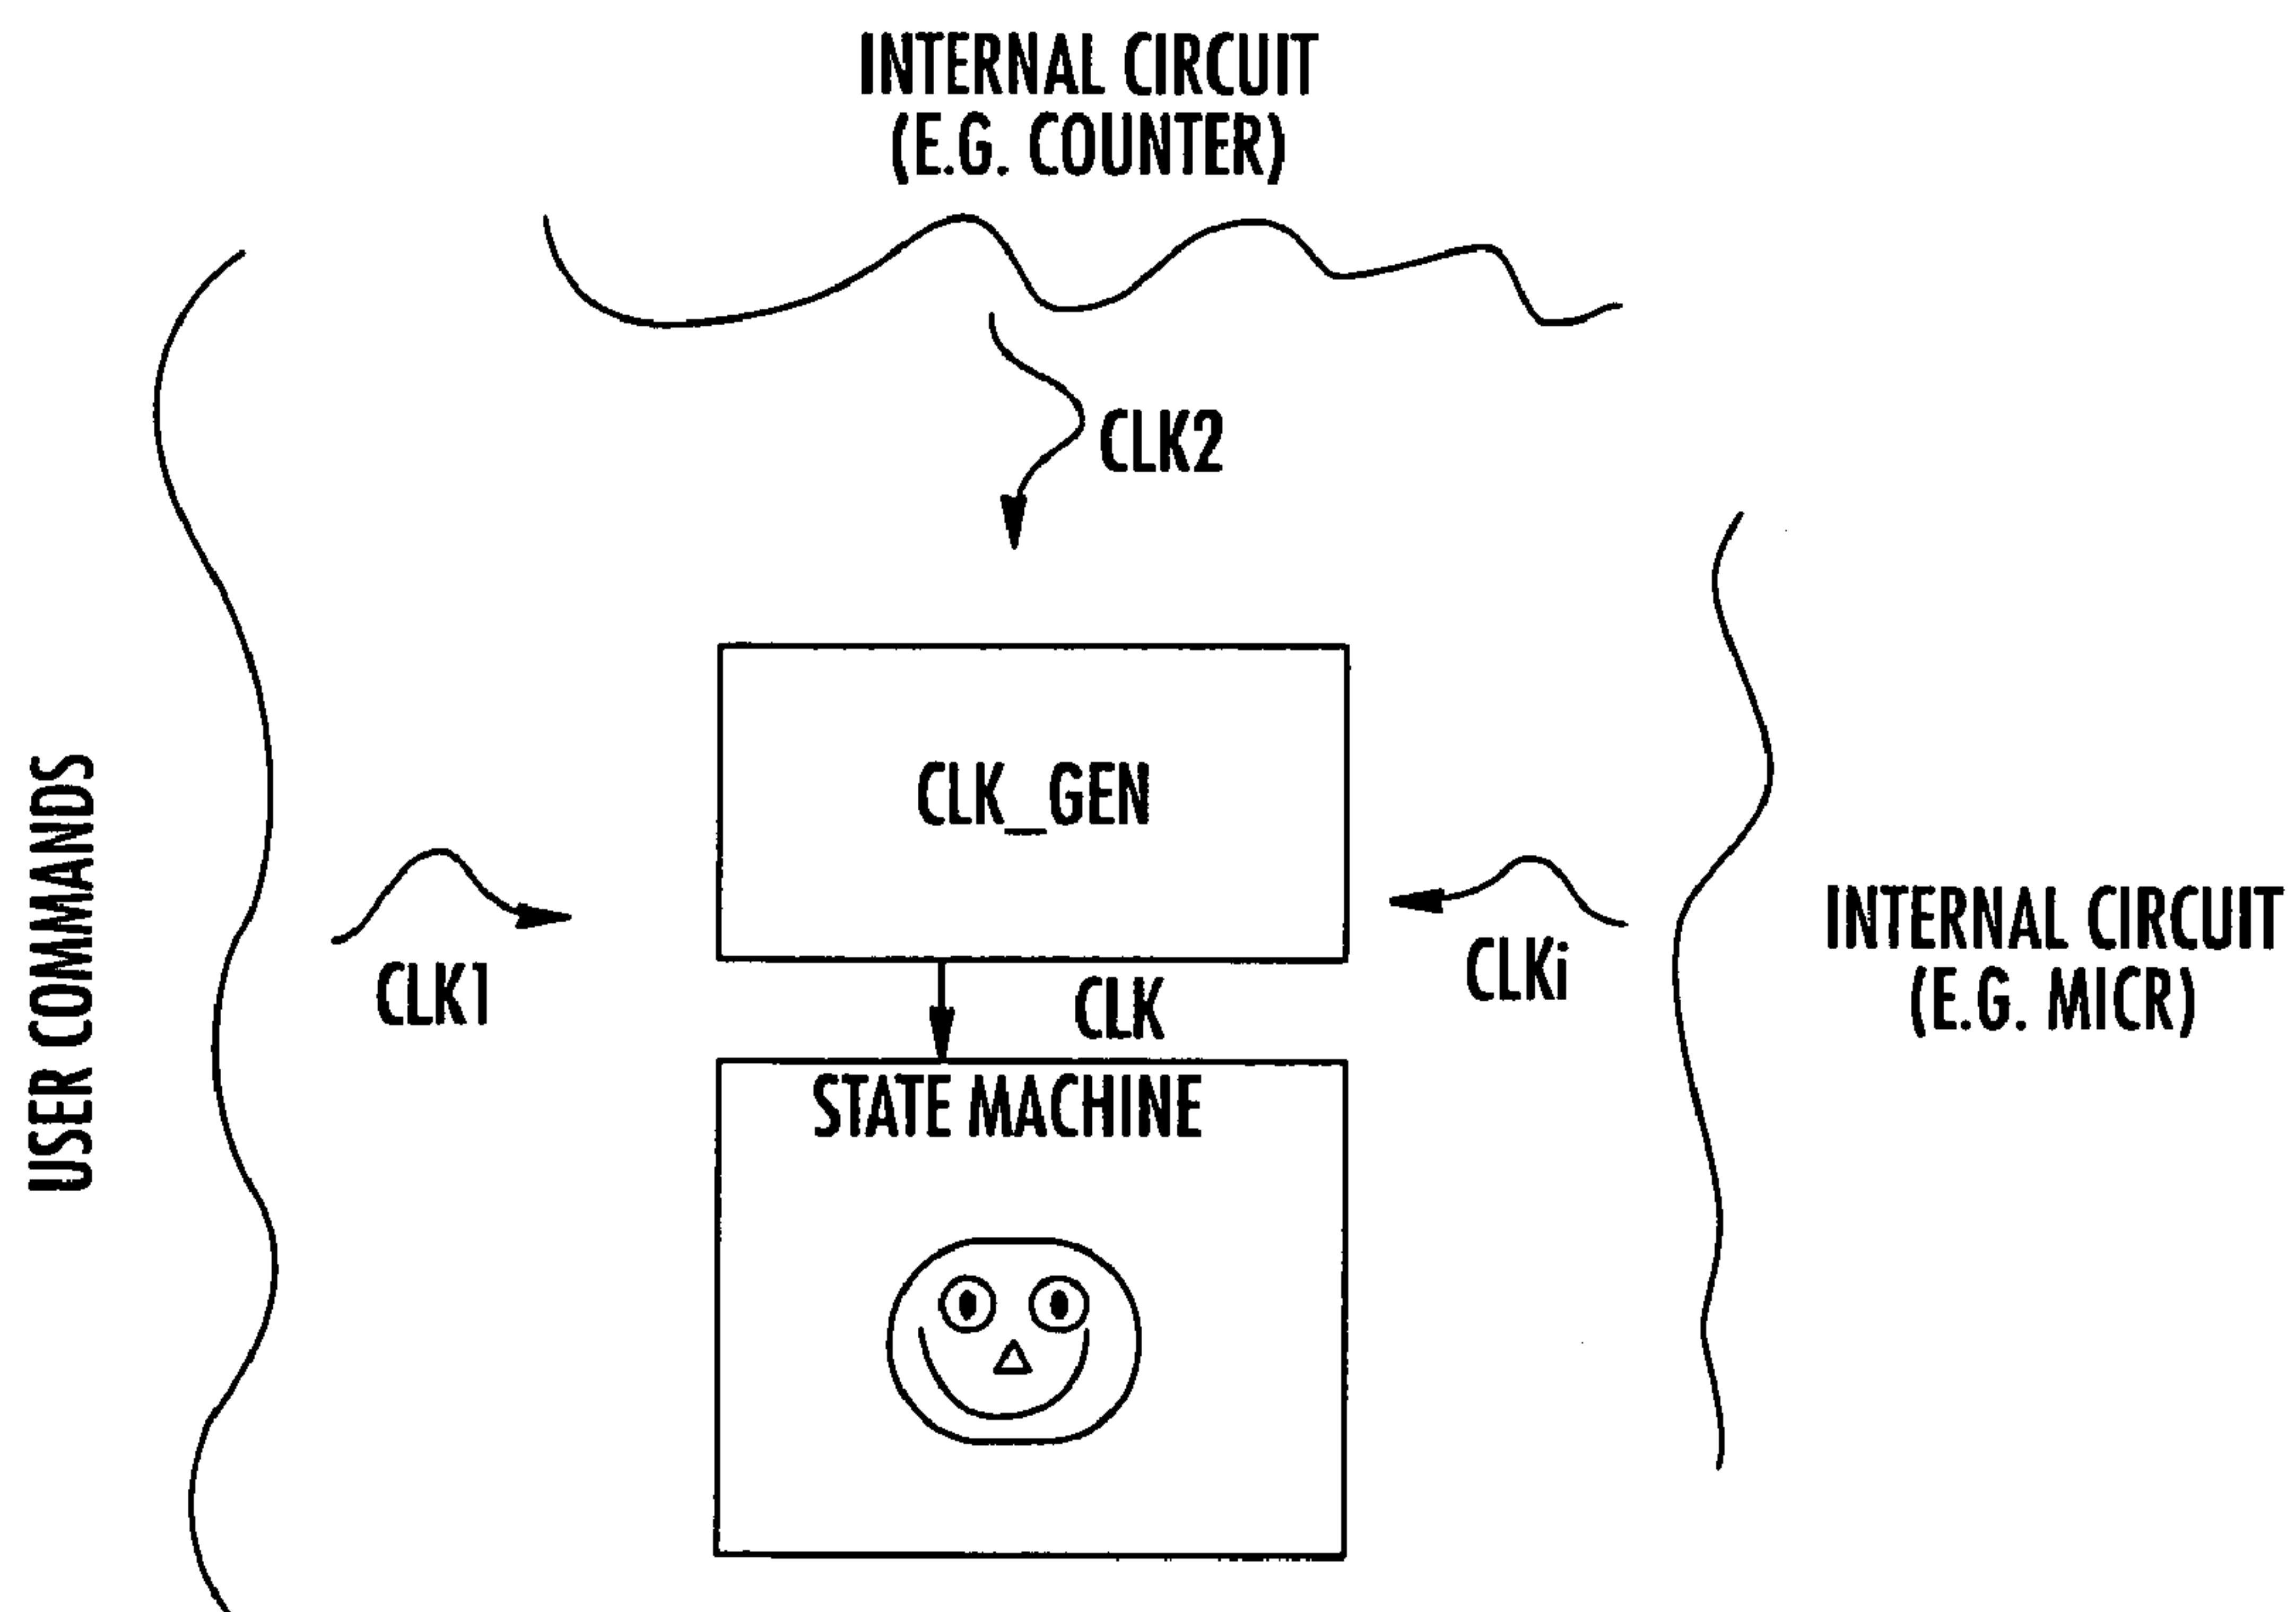 INTERNAL CIRCUIT
(E.G. COUNTER)
CLK2
CLK_GEN
USER COMMANDS
CLK1
CLKi
INTERNAL CIRCUIT
(E.G. MICR)
CLK
STATE MACHINE